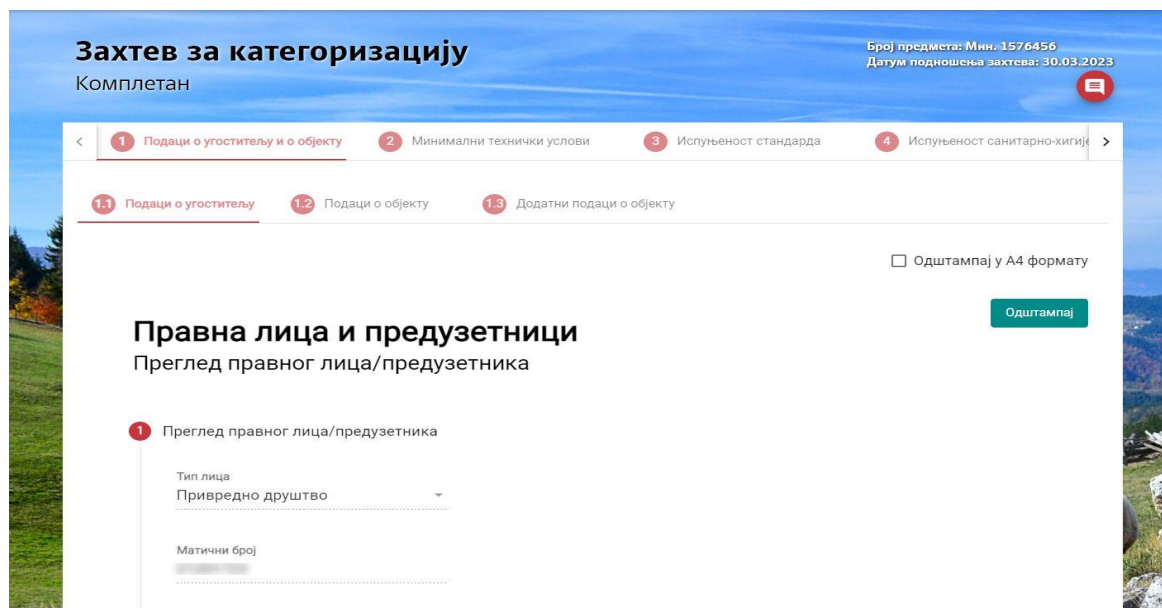 Захтев за категоризацију
Комплетан
Број предмета: Мин. 1576456
Датум подношења захтева: 30.03.2023
1 Подаци о угоститељу и о објекту 2 Минимални технички услови 3 Испуњеност стандарда 4 Испуњеност санитарно-хигије
1.1 Подаци о угоститељу 1.2 Подаци о објекту 1.3 Додатни подаци о објекту
Одштампај у А4 формату
Одштампај
Правна лица и предузетници
Преглед правног лица/предузетника
1 Преглед правног лица/предузетника
Тип лица
Привредно друштво
Матични број